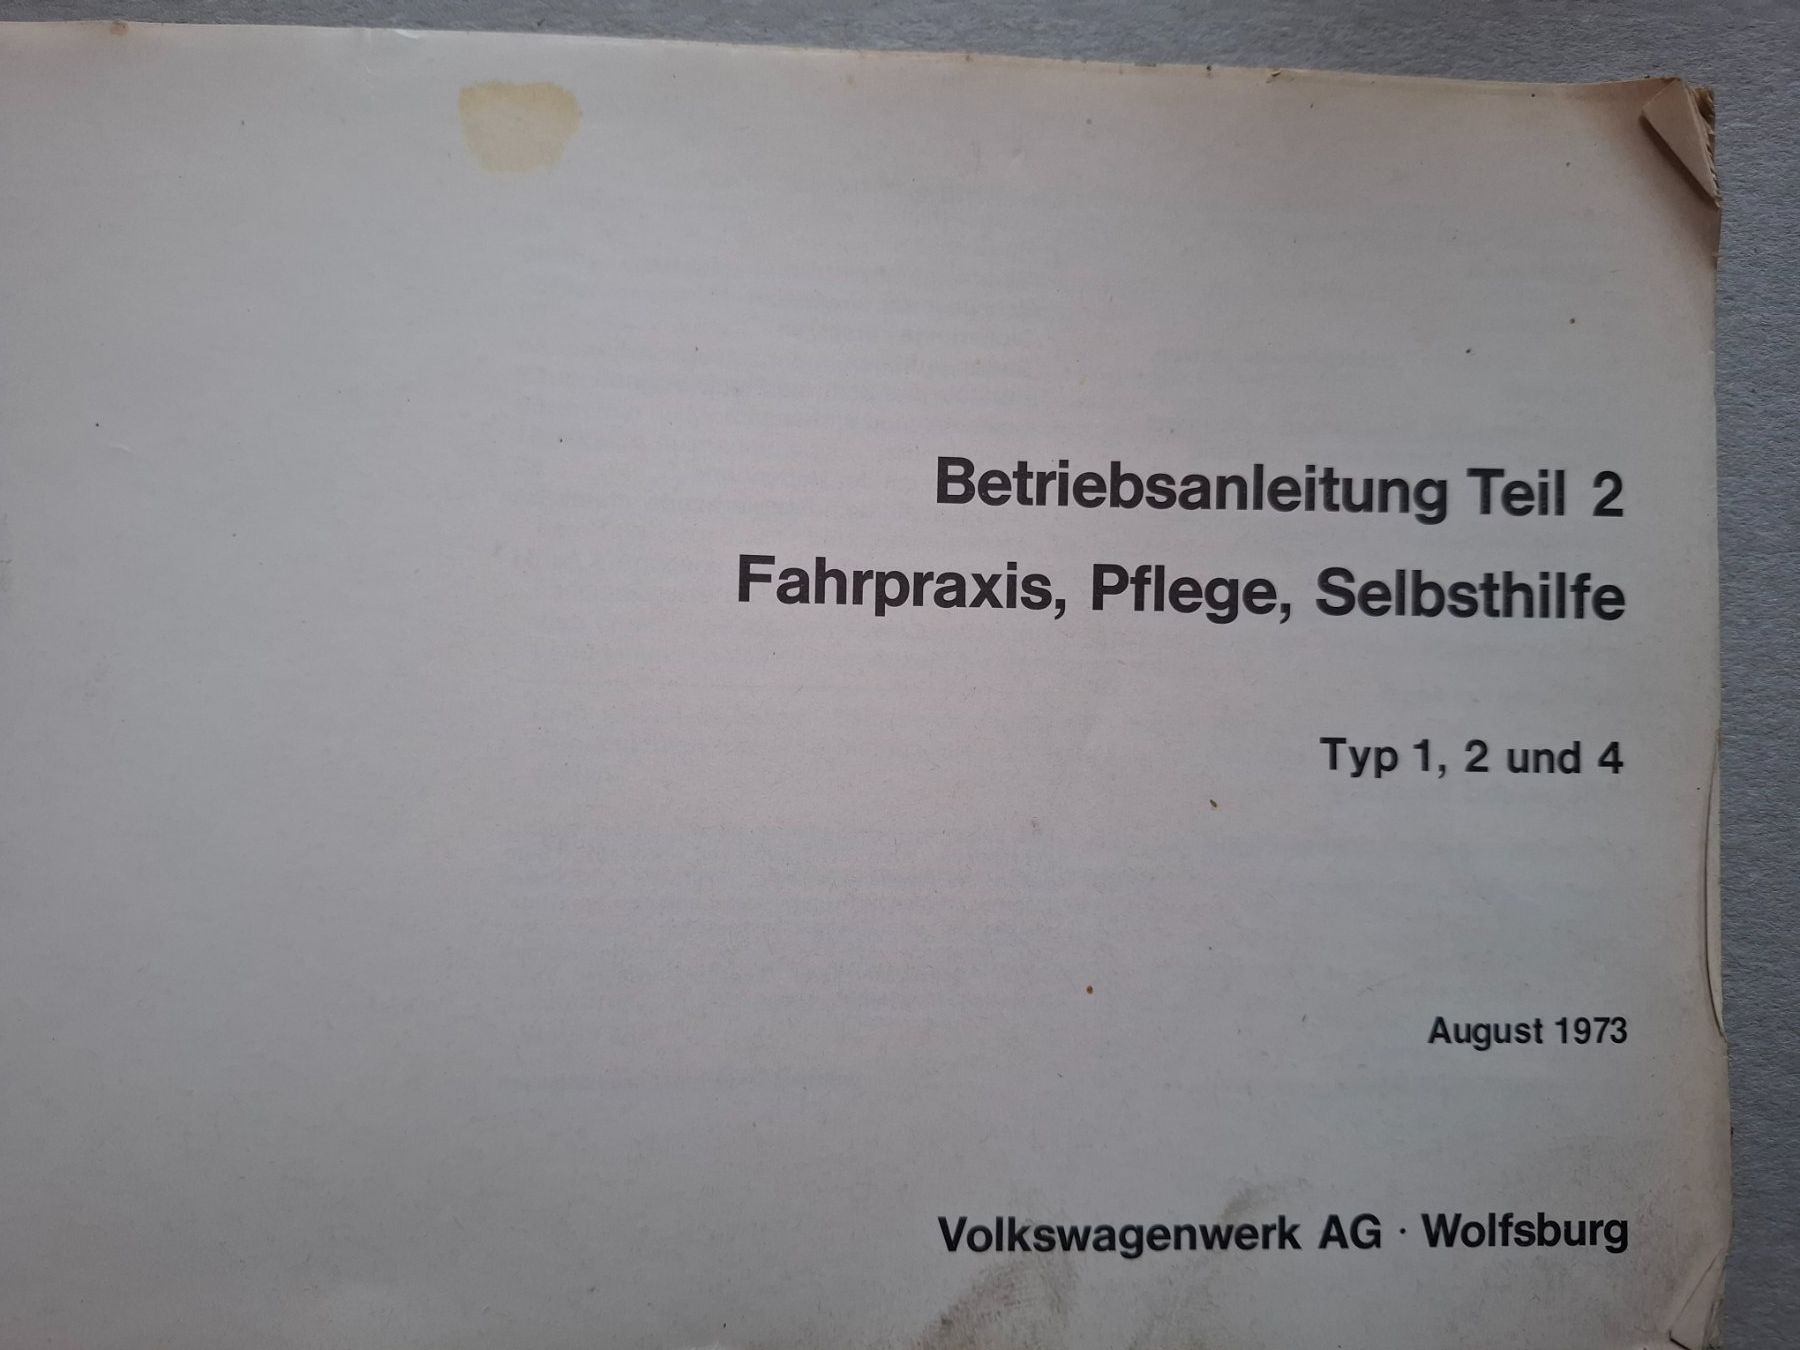 Betriebsanleitung Teil 2
Fahrpraxis, Pflege, Selbsthilfe
Typ 1, 2 und 4
August 1973
Volkswagenwerk AG · Wolfsburg